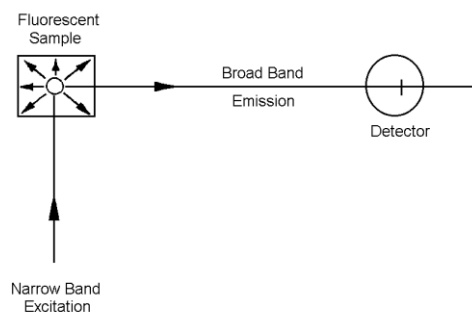 Fluorescent
Sample
Broad Band
Emission
Detector
Narrow Band
Excitation